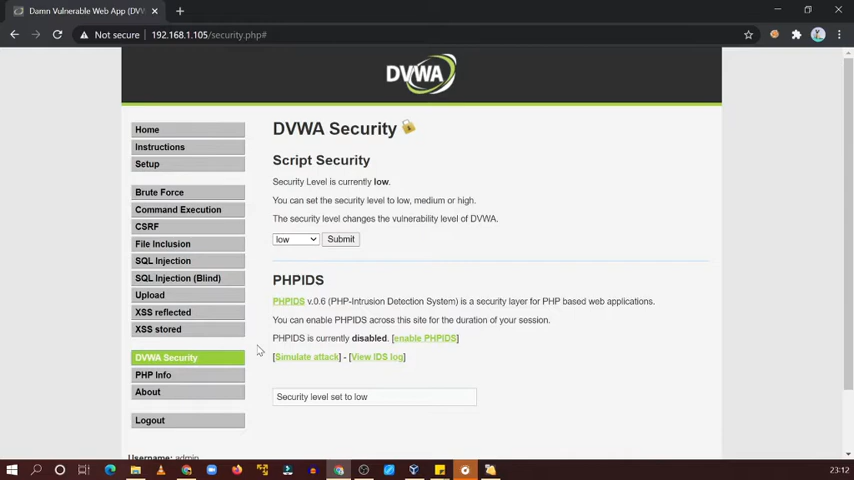 Damn Vulnerable Web App (DV
Not secure
192.168.1.105/security.php#
DVWA
Home
Instructions
Setup
Brute Force
Command Execution
CSRF
File Inclusion
SQL Injection
SQL Injection (Blind)
Upload
XSS reflected
XSS stored
DVWA Security
PHP Info
About
Logout
Username: admin
DVWA Security
Script Security
Security Level is currently low.
You can set the security level to low, medium or high.
The security level changes the vulnerability level of DVWA.
low
Submit
PHPIDS
PHPIDS v.0.6 (PHP-Intrusion Detection System) is a security layer for PHP based web applications.
You can enable PHPIDS across this site for the duration of your session.
PHPIDS is currently disabled. [enable PHPIDS]
[Simulate attack] - [View IDS log]
Security level set to low
23:12